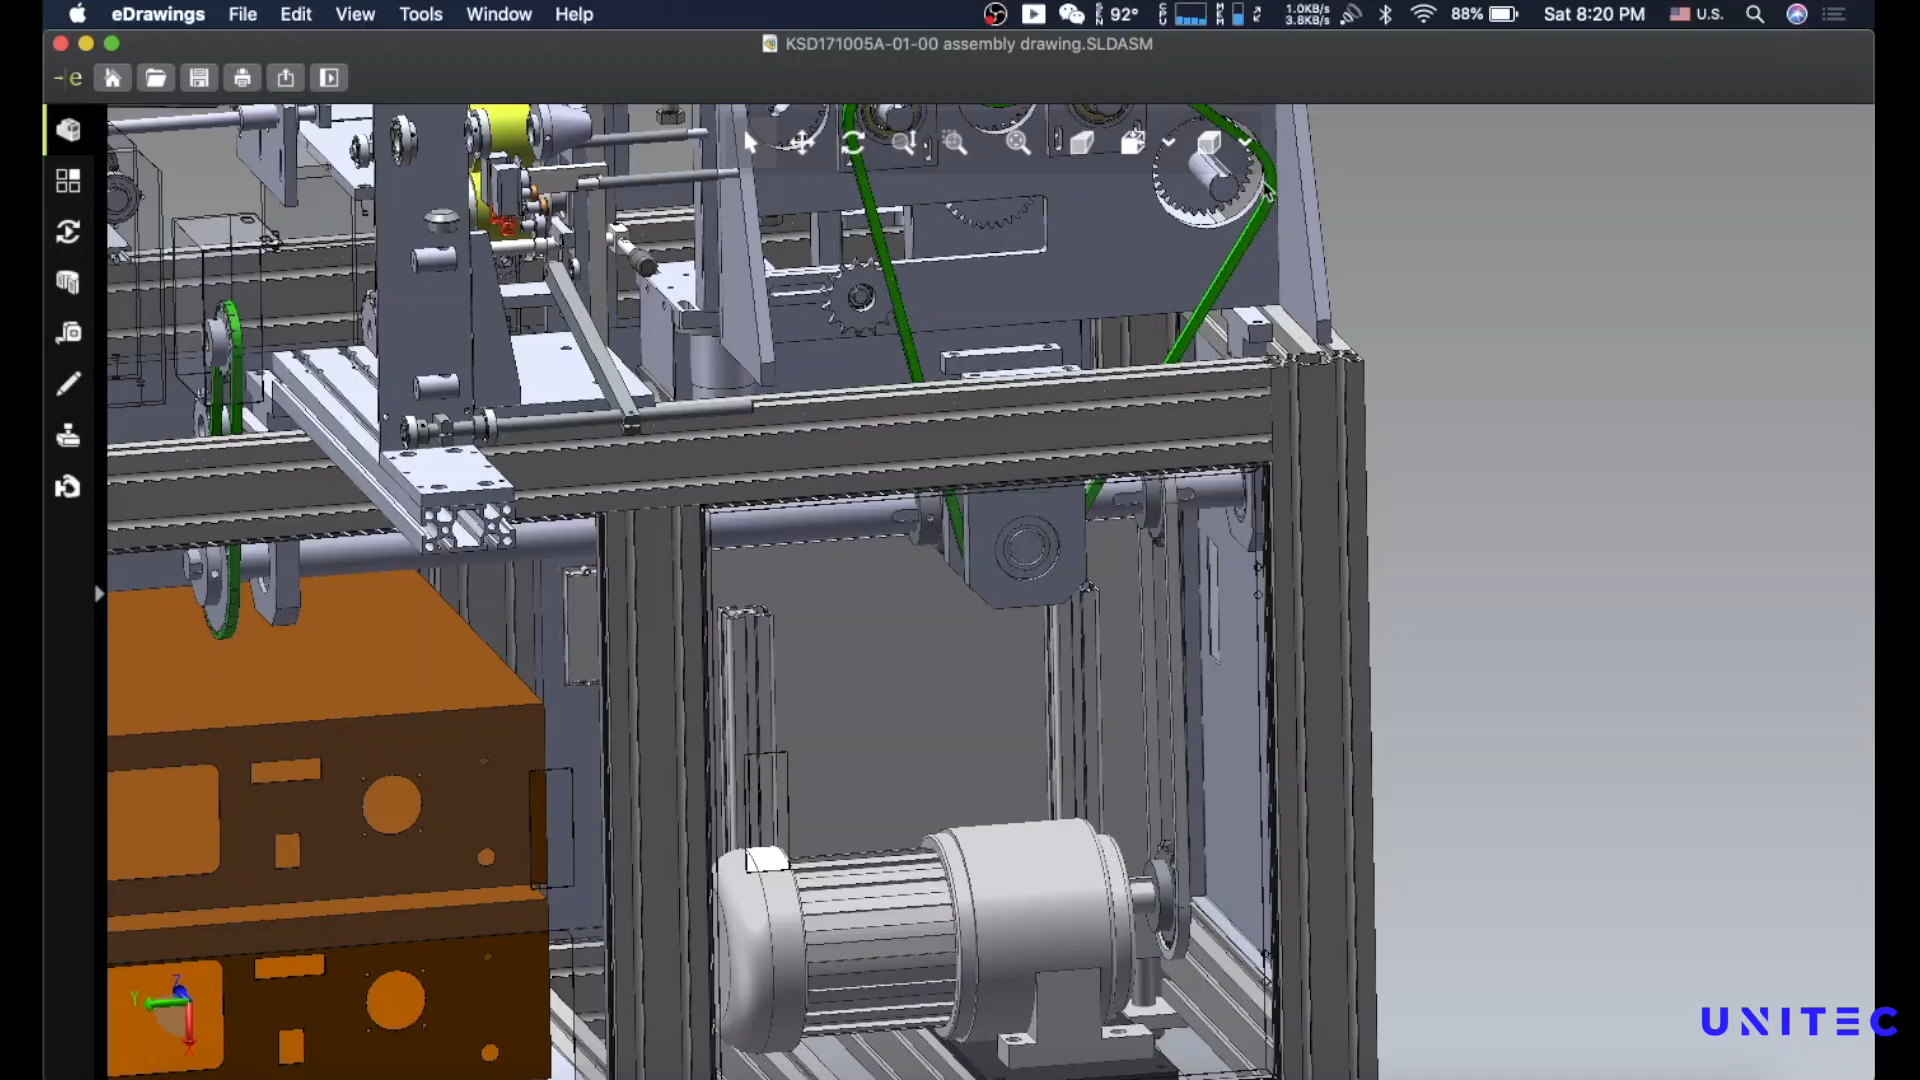 eDrawings File Edit View Tools Window Help 92° 1.0KB/s 3.8KB/s 88% Sat 8:20 PM U.S.
KSD171005A-01-00 assembly drawing.SLDASM
e
Z
Y
X
UNITEC